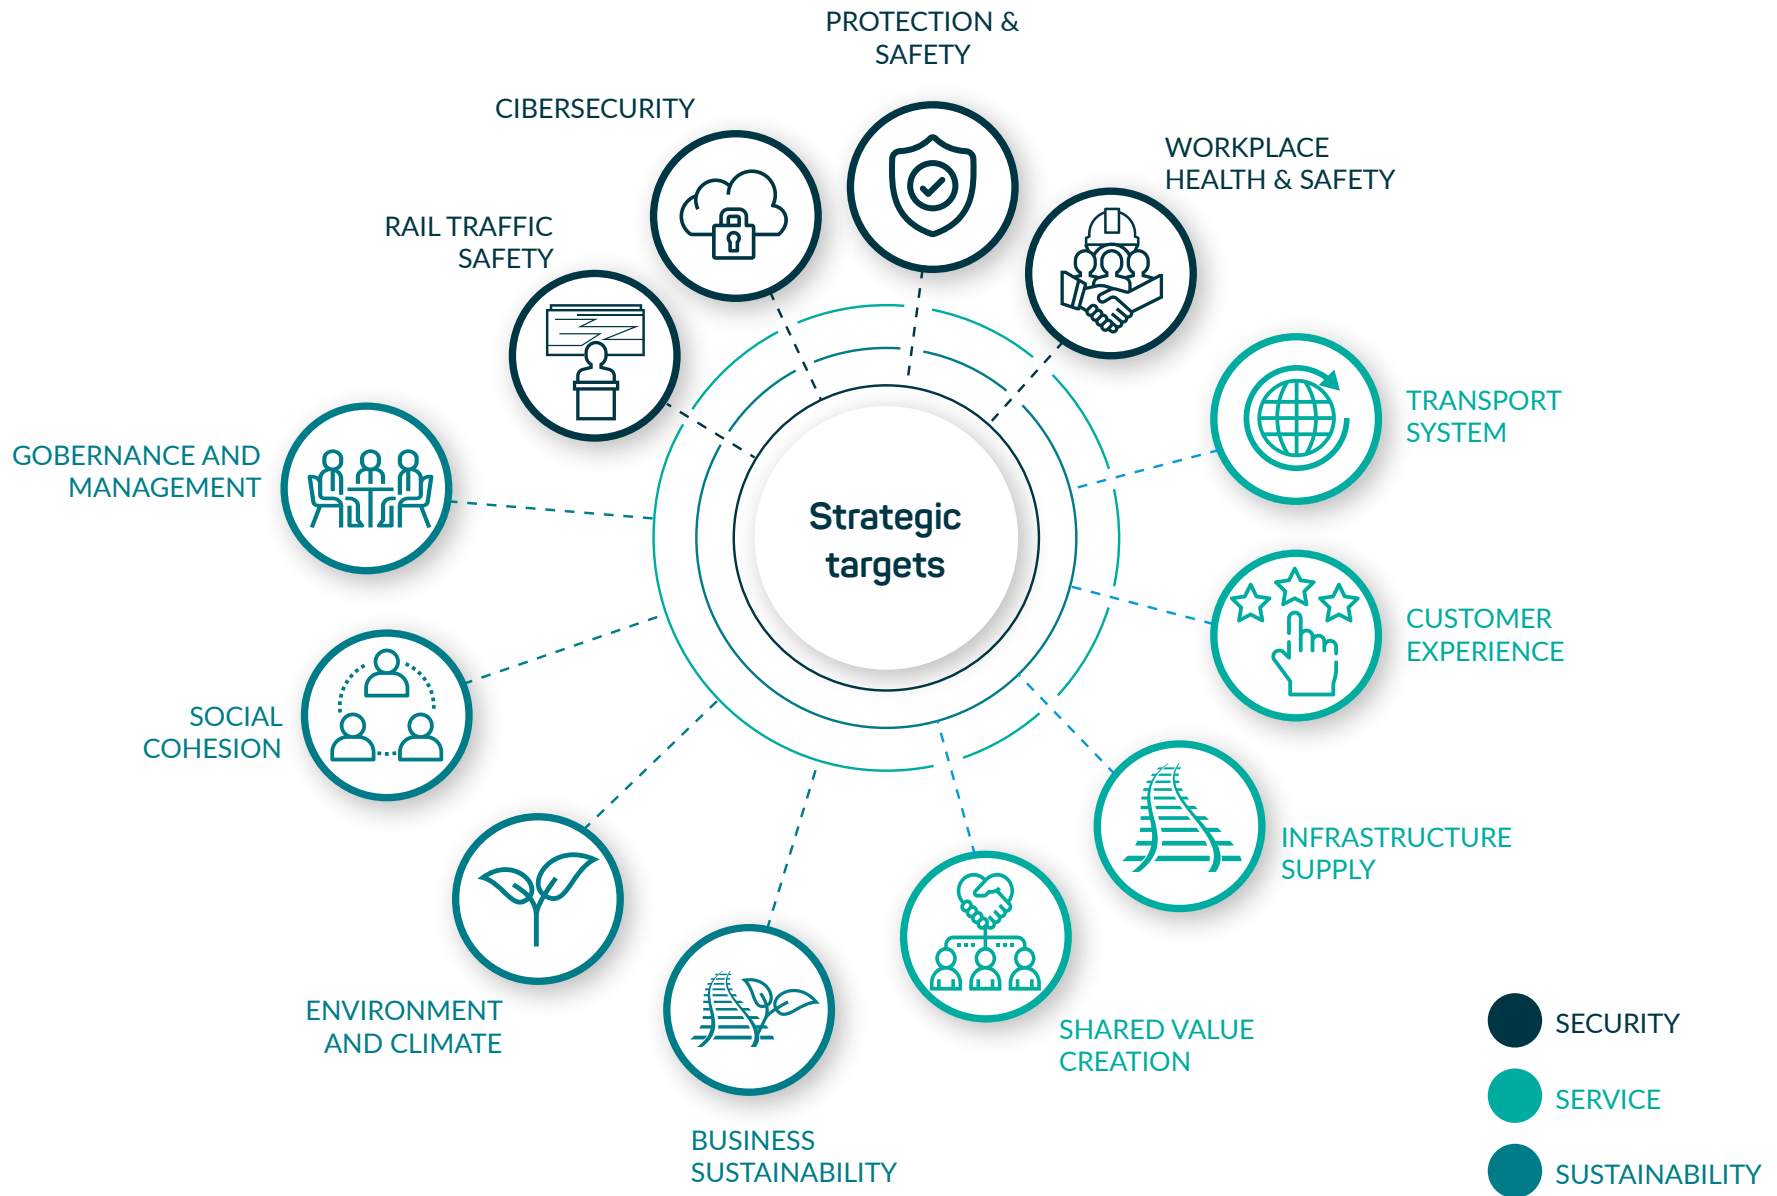 PROTECTION &
SAFETY
CIBERSECURITY
WORKPLACE
HEALTH & SAFETY
RAIL TRAFFIC
SAFETY
TRANSPORT
SYSTEM
GOBERNANCE AND
MANAGEMENT
Strategic
targets
CUSTOMER
EXPERIENCE
SOCIAL
COHESION
INFRASTRUCTURE
SUPPLY
ENVIRONMENT
AND CLIMATE
SHARED VALUE
CREATION
BUSINESS
SUSTAINABILITY
SECURITY
SERVICE
SUSTAINABILITY